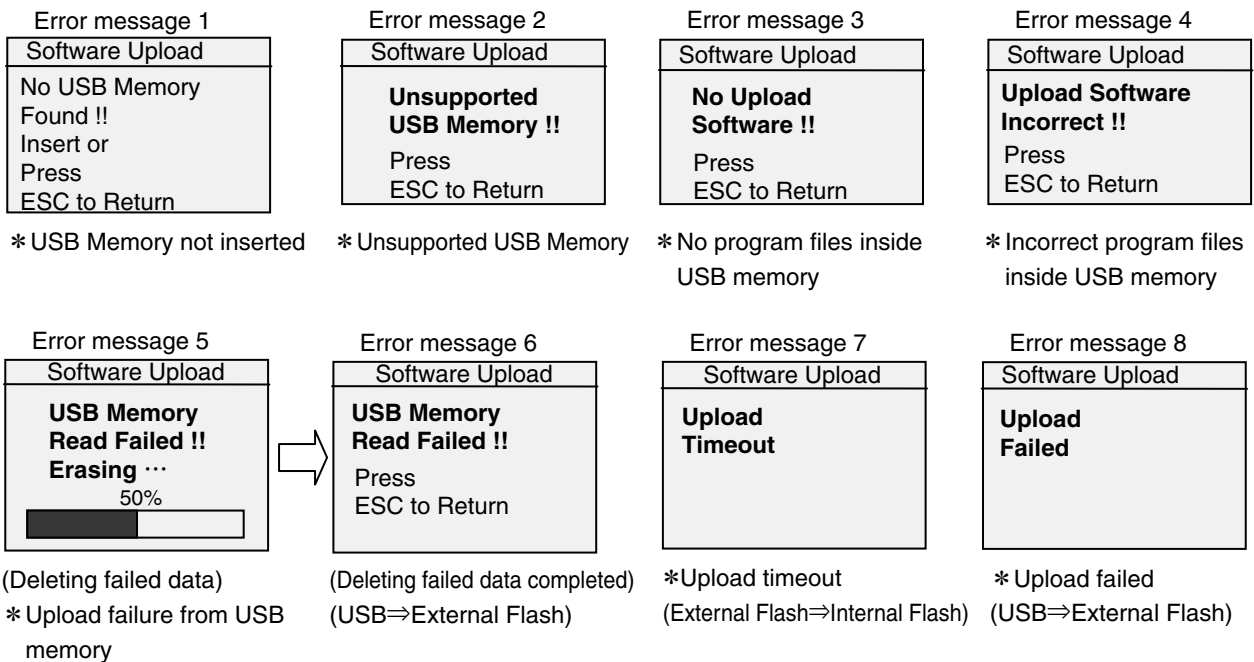 Error message 1
Software Upload
No USB Memory
Found !!
Insert or
Press
ESC to Return
＊USB Memory not inserted
Error message 2
Software Upload
Unsupported
USB Memory !!
Press
ESC to Return
＊Unsupported USB Memory
Error message 3
Software Upload
No Upload
Software !!
Press
ESC to Return
＊No program files inside
USB memory
Error message 4
Software Upload
Upload Software
Incorrect !!
Press
ESC to Return
＊Incorrect program files
inside USB memory
Error message 5
Software Upload
USB Memory
Read Failed !!
Erasing ⋯
50%
(Deleting failed data)
＊Upload failure from USB
memory
Error message 6
Software Upload
USB Memory
Read Failed !!
Press
ESC to Return
(Deleting failed data completed)
(USB⇒External Flash)
Error message 7
Software Upload
Upload
Timeout
＊Upload timeout
(External Flash⇒Internal Flash)
Error message 8
Software Upload
Upload
Failed
＊Upload failed
(USB⇒External Flash)